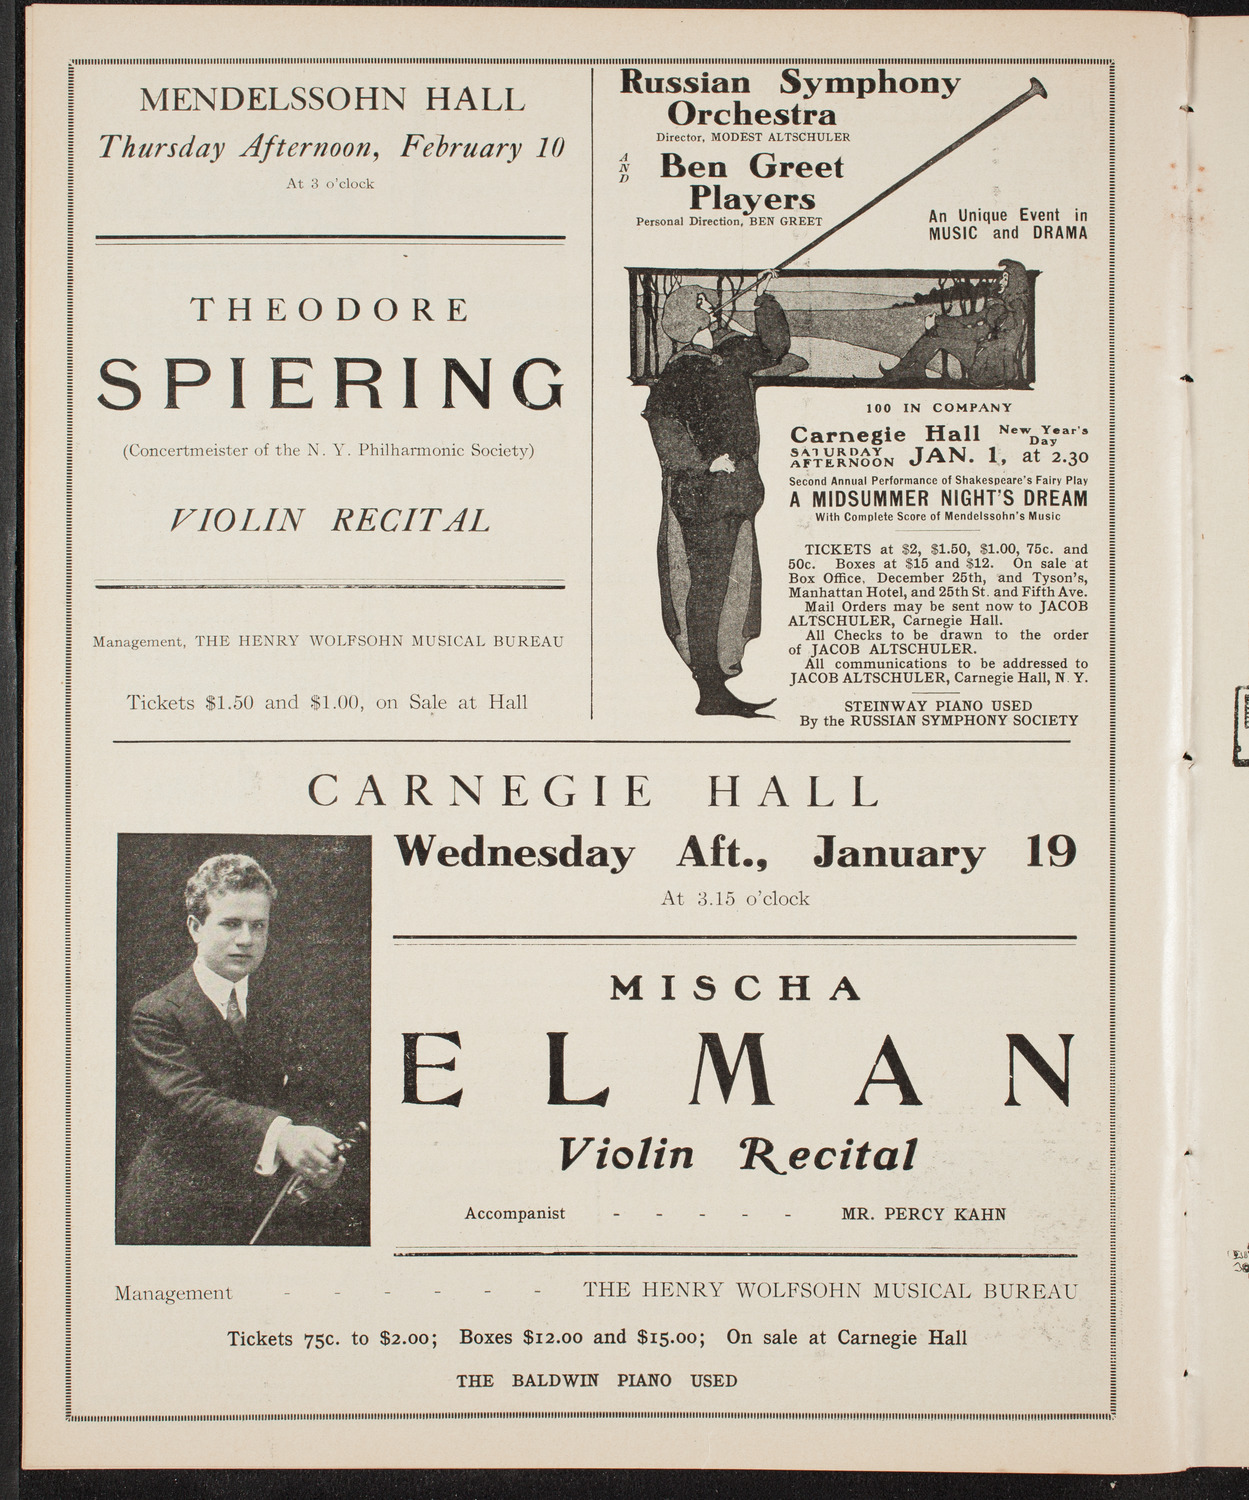 MENDELSSOHN HALL
Thursday Afternoon, February 10
At 3 o'clock
THEODORE
SPIERING
(Concertmeister of the N. Y. Philharmonic Society)
VIOLIN RECITAL
Management, THE HENRY WOLFSOHN MUSICAL BUREAU
Tickets $1.50 and $1.00, on Sale at Hall
Russian Symphony
Orchestra
Director, MODEST ALTSCHULER
AND
Ben Greet
Players
Personal Direction, BEN GREET
An Unique Event in
MUSIC and DRAMA
100 IN COMPANY
Carnegie Hall New Year's Day
SATURDAY AFTERNOON JAN. 1, at 2.30
Second Annual Performance of Shakespeare's Fairy Play
A MIDSUMMER NIGHT'S DREAM
With Complete Score of Mendelssohn's Music
TICKETS at $2, $1.50, $1.00, 75c. and
50c. Boxes at $15 and $12. On sale at
Box Office, December 25th, and Tyson's,
Manhattan Hotel, and 25th St. and Fifth Ave.
Mail Orders may be sent now to JACOB
ALTSCHULER, Carnegie Hall.
All Checks to be drawn to the order
of JACOB ALTSCHULER.
All communications to be addressed to
JACOB ALTSCHULER, Carnegie Hall, N. Y.
STEINWAY PIANO USED
By the RUSSIAN SYMPHONY SOCIETY
CARNEGIE HALL
Wednesday Aft., January 19
At 3.15 o'clock
MISCHA
ELMAN
Violin Recital
Accompanist - - - - - MR. PERCY KAHN
Management - - - - - - THE HENRY WOLFSOHN MUSICAL BUREAU
Tickets 75c. to $2.00; Boxes $12.00 and $15.00; On sale at Carnegie Hall
THE BALDWIN PIANO USED